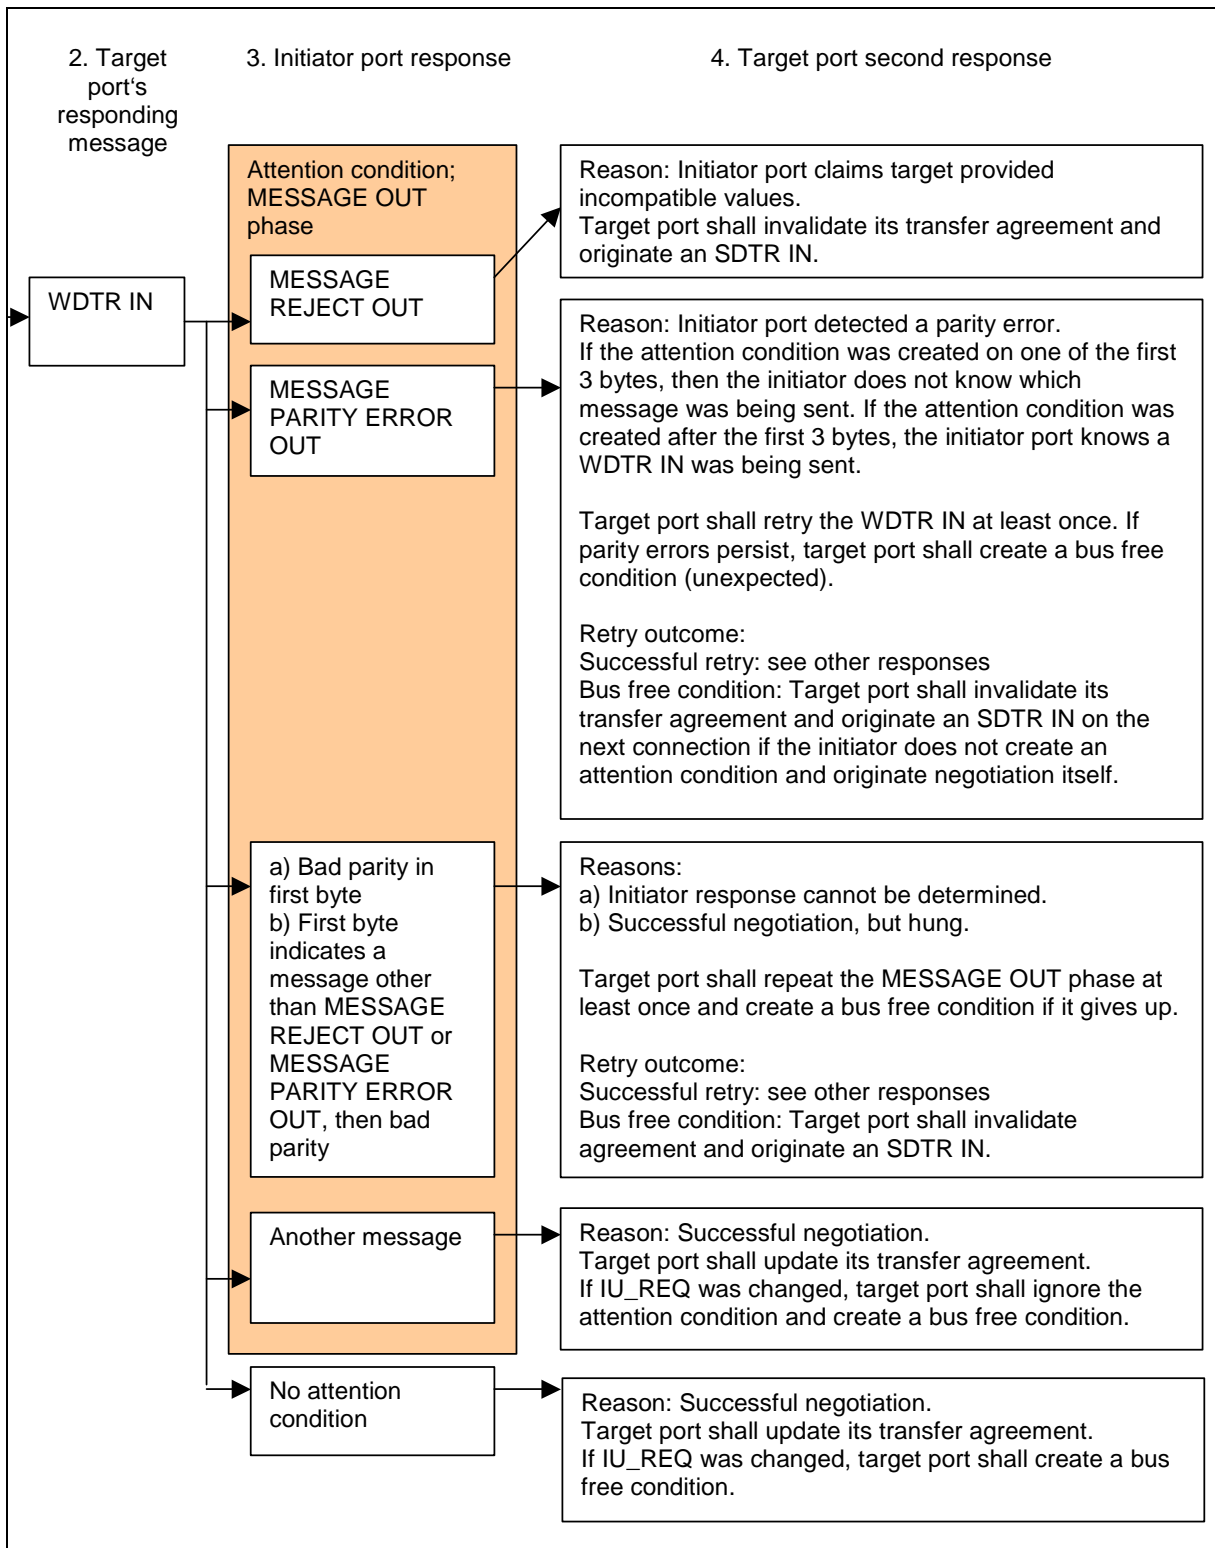 2. Target
port‘s
responding
message
3. Initiator port response
4. Target port second response
WDTR IN
Attention condition;
MESSAGE OUT
phase
MESSAGE
REJECT OUT
Reason: Initiator port claims target provided
incompatible values.
Target port shall invalidate its transfer agreement and
originate an SDTR IN.
MESSAGE
PARITY ERROR
OUT
Reason: Initiator port detected a parity error.
If the attention condition was created on one of the first
3 bytes, then the initiator does not know which
message was being sent. If the attention condition was
created after the first 3 bytes, the initiator port knows a
WDTR IN was being sent.
Target port shall retry the WDTR IN at least once. If
parity errors persist, target port shall create a bus free
condition (unexpected).
Retry outcome:
Successful retry: see other responses
Bus free condition: Target port shall invalidate its
transfer agreement and originate an SDTR IN on the
next connection if the initiator does not create an
attention condition and originate negotiation itself.
a) Bad parity in
first byte
b) First byte
indicates a
message other
than MESSAGE
REJECT OUT or
MESSAGE
PARITY ERROR
OUT, then bad
parity
Reasons:
a) Initiator response cannot be determined.
b) Successful negotiation, but hung.
Target port shall repeat the MESSAGE OUT phase at
least once and create a bus free condition if it gives up.
Retry outcome:
Successful retry: see other responses
Bus free condition: Target port shall invalidate
agreement and originate an SDTR IN.
Another message
Reason: Successful negotiation.
Target port shall update its transfer agreement.
If IU_REQ was changed, target port shall ignore the
attention condition and create a bus free condition.
No attention
condition
Reason: Successful negotiation.
Target port shall update its transfer agreement.
If IU_REQ was changed, target port shall create a bus
free condition.